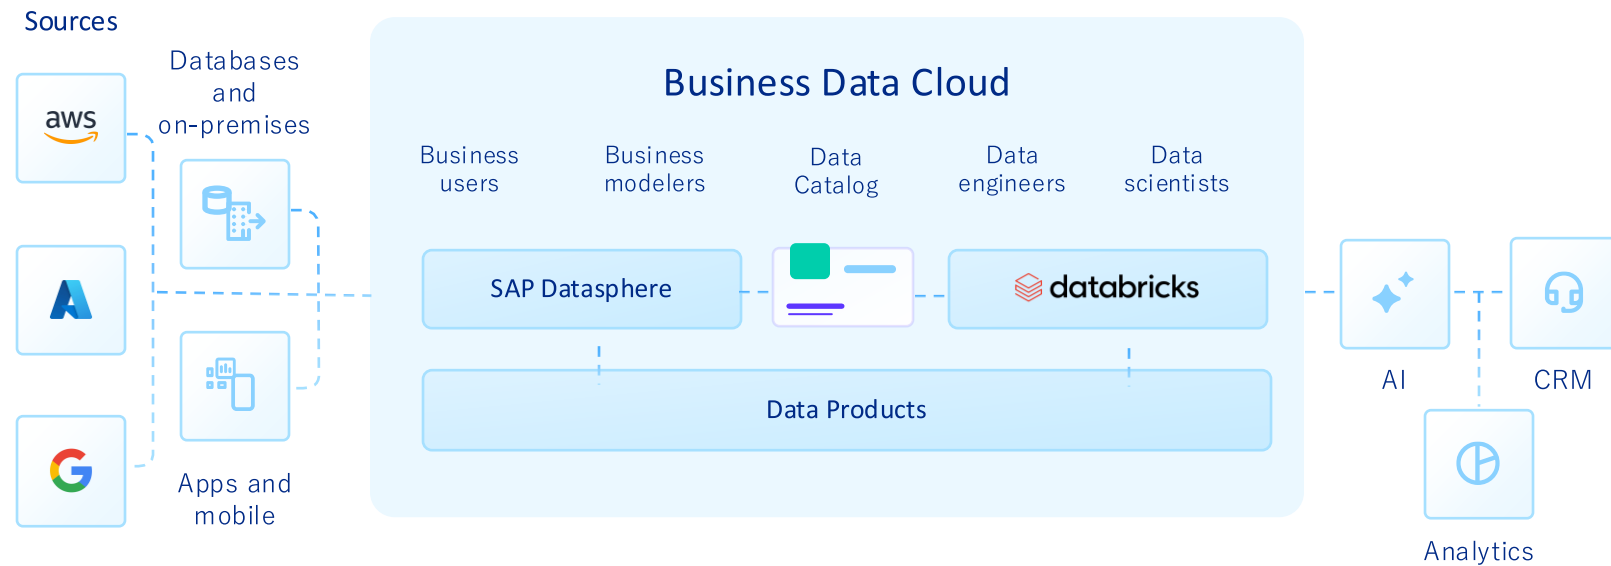 Sources
aws
Databases
and
on-premises
Apps and
mobile
Business Data Cloud
Business
users
Business
modelers
Data
Catalog
Data
engineers
Data
scientists
SAP Datasphere
databricks
Data Products
AI
CRM
Analytics